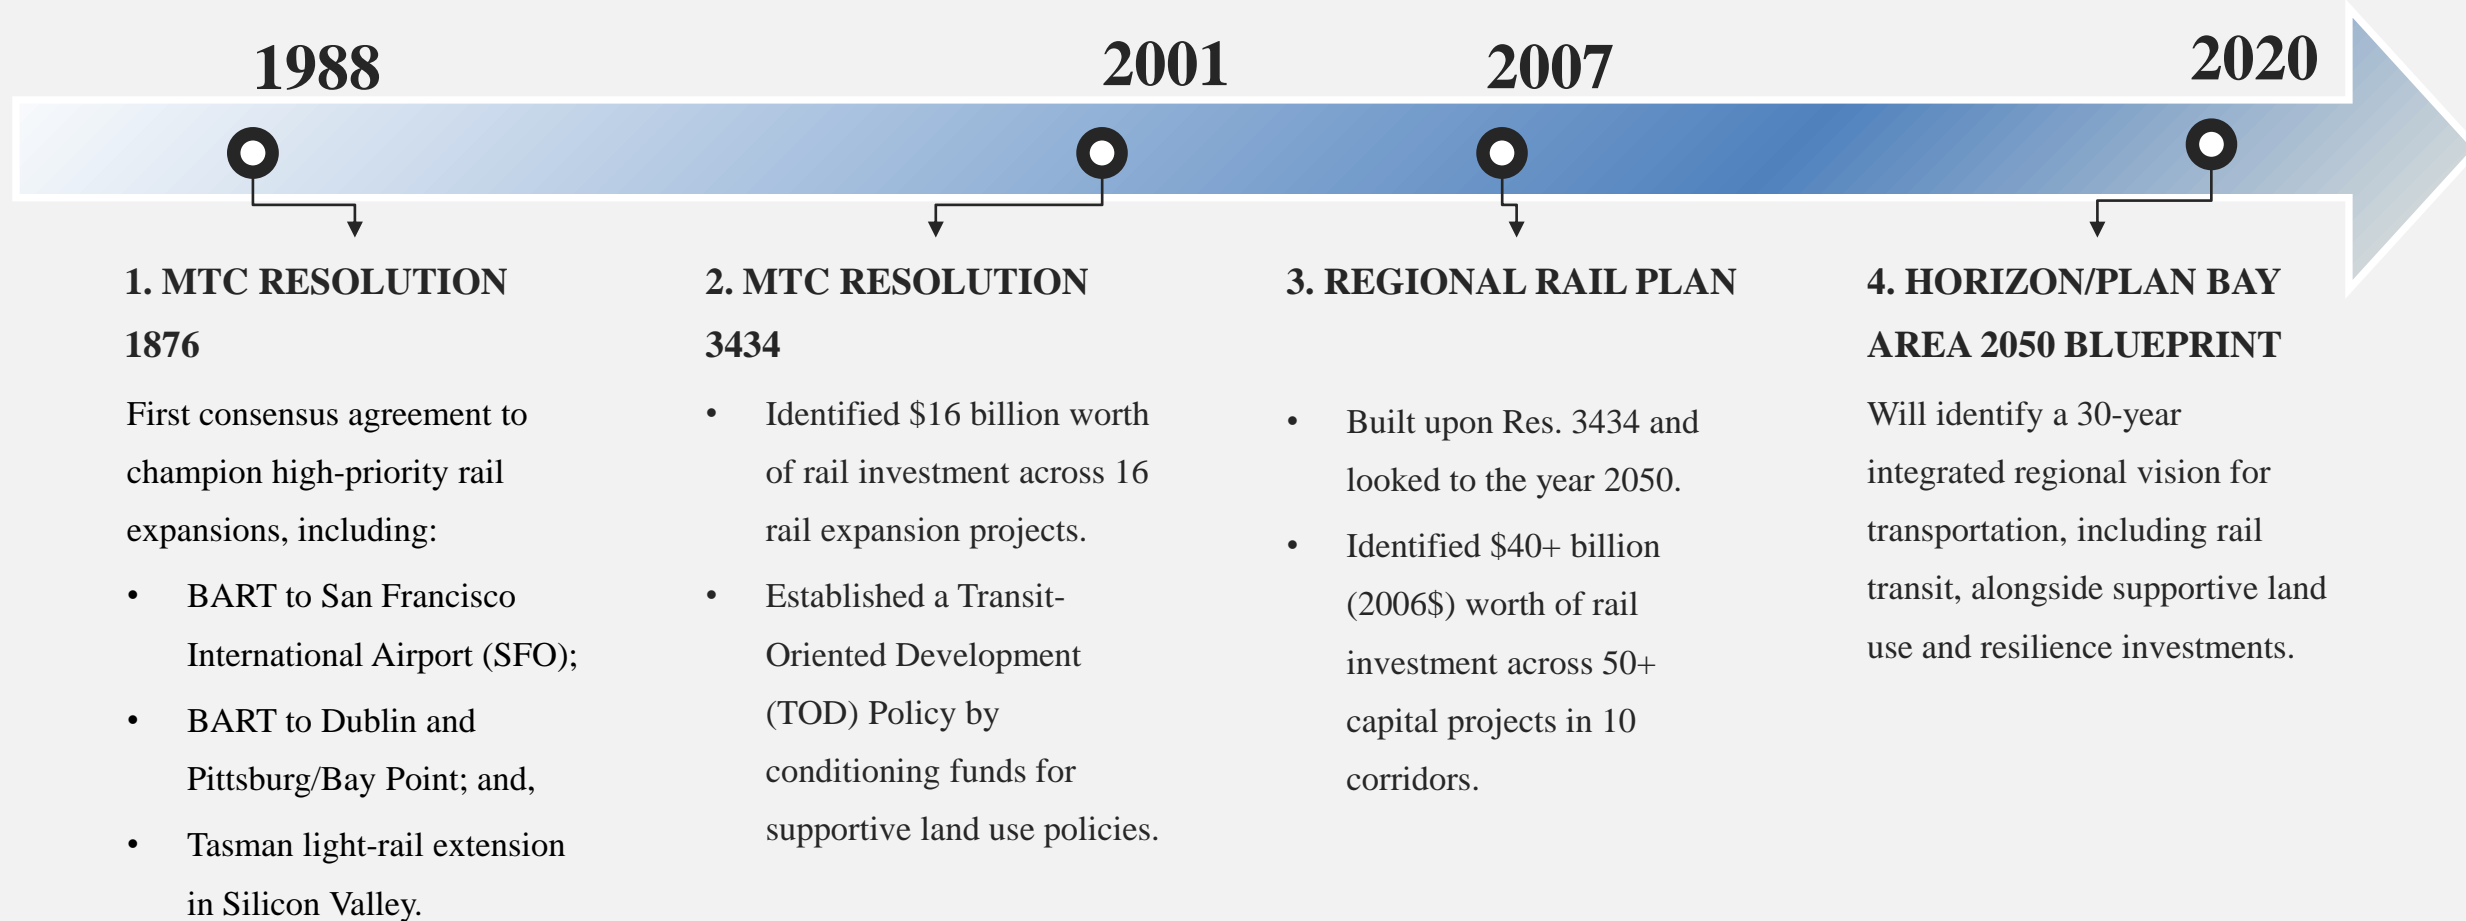 1988
2001
2007
2020
1. MTC RESOLUTION
1876
First consensus agreement to
champion high-priority rail
expansions, including:
• BART to San Francisco
International Airport (SFO);
• BART to Dublin and
Pittsburg/Bay Point; and,
• Tasman light-rail extension
in Silicon Valley.
2. MTC RESOLUTION
3434
• Identified $16 billion worth
of rail investment across 16
rail expansion projects.
• Established a Transit-
Oriented Development
(TOD) Policy by
conditioning funds for
supportive land use policies.
3. REGIONAL RAIL PLAN
• Built upon Res. 3434 and
looked to the year 2050.
• Identified $40+ billion
(2006$) worth of rail
investment across 50+
capital projects in 10
corridors.
4. HORIZON/PLAN BAY
AREA 2050 BLUEPRINT
Will identify a 30-year
integrated regional vision for
transportation, including rail
transit, alongside supportive land
use and resilience investments.